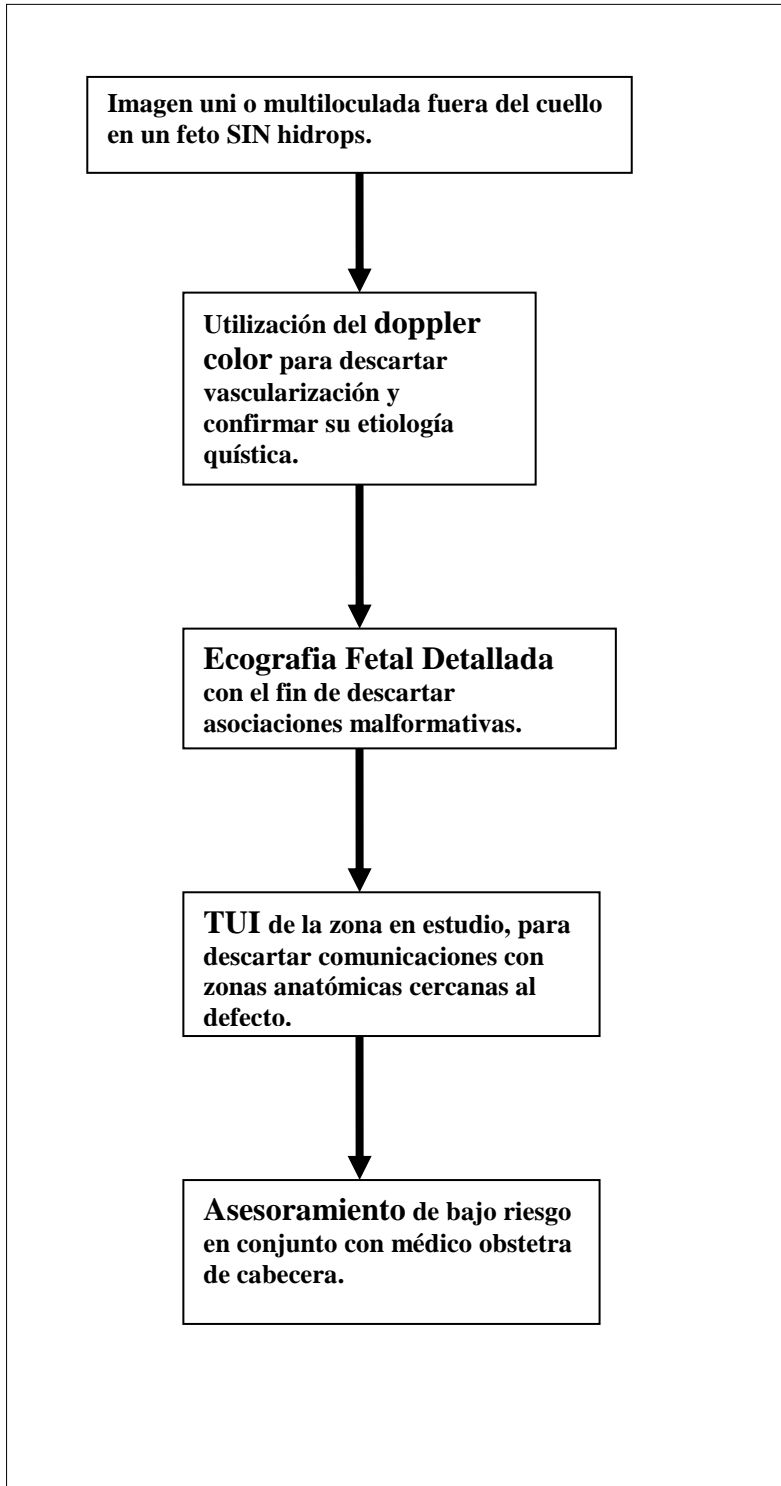 Imagen uni o multiloculada fuera del cuello
en un feto SIN hidrops.
Utilización del doppler
color para descartar
vascularización y
confirmar su etiología
quística.
Ecografia Fetal Detallada
con el fin de descartar
asociaciones malformativas.
TUI de la zona en estudio, para
descartar comunicaciones con
zonas anatómicas cercanas al
defecto.
Asesoramiento de bajo riesgo
en conjunto con médico obstetra
de cabecera.